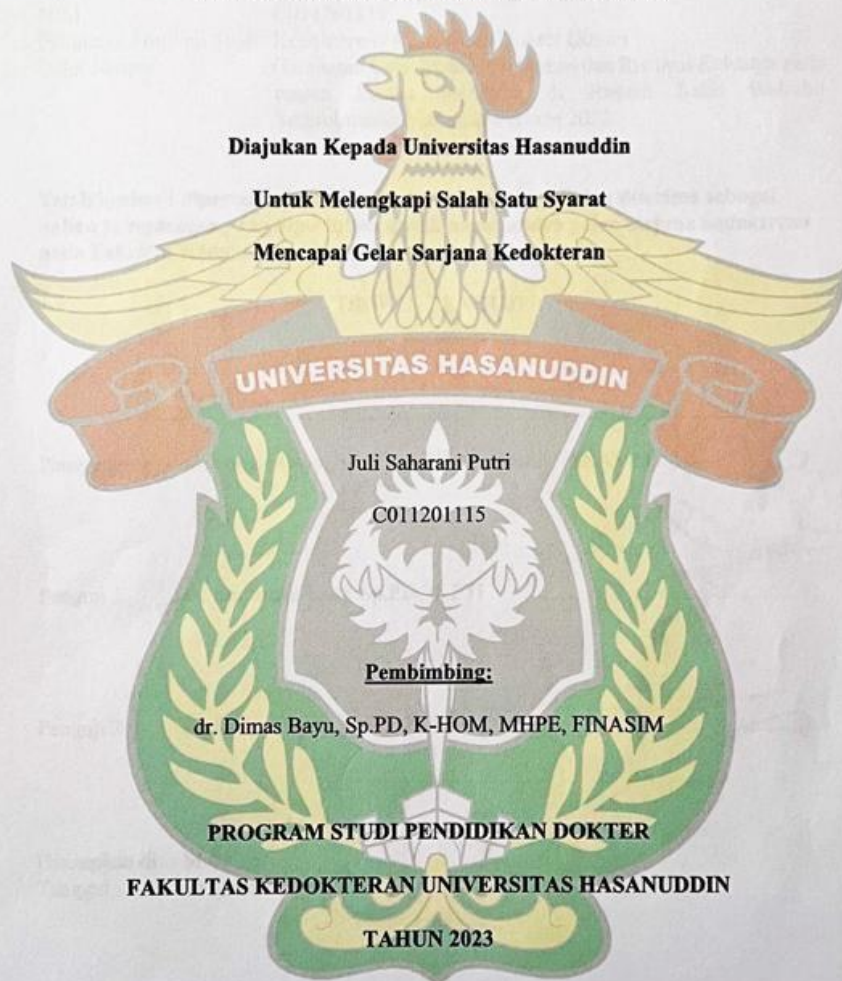 Diajukan Kepada Universitas Hasanuddin
Untuk Melengkapi Salah Satu Syarat
Mencapai Gelar Sarjana Kedokteran
UNIVERSITAS HASANUDDIN
Juli Saharani Putri
C011201115
Pembimbing:
dr. Dimas Bayu, Sp.PD, K-HOM, MHPE, FINASIM
PROGRAM STUDI PENDIDIKAN DOKTER
FAKULTAS KEDOKTERAN UNIVERSITAS HASANUDDIN
TAHUN 2023